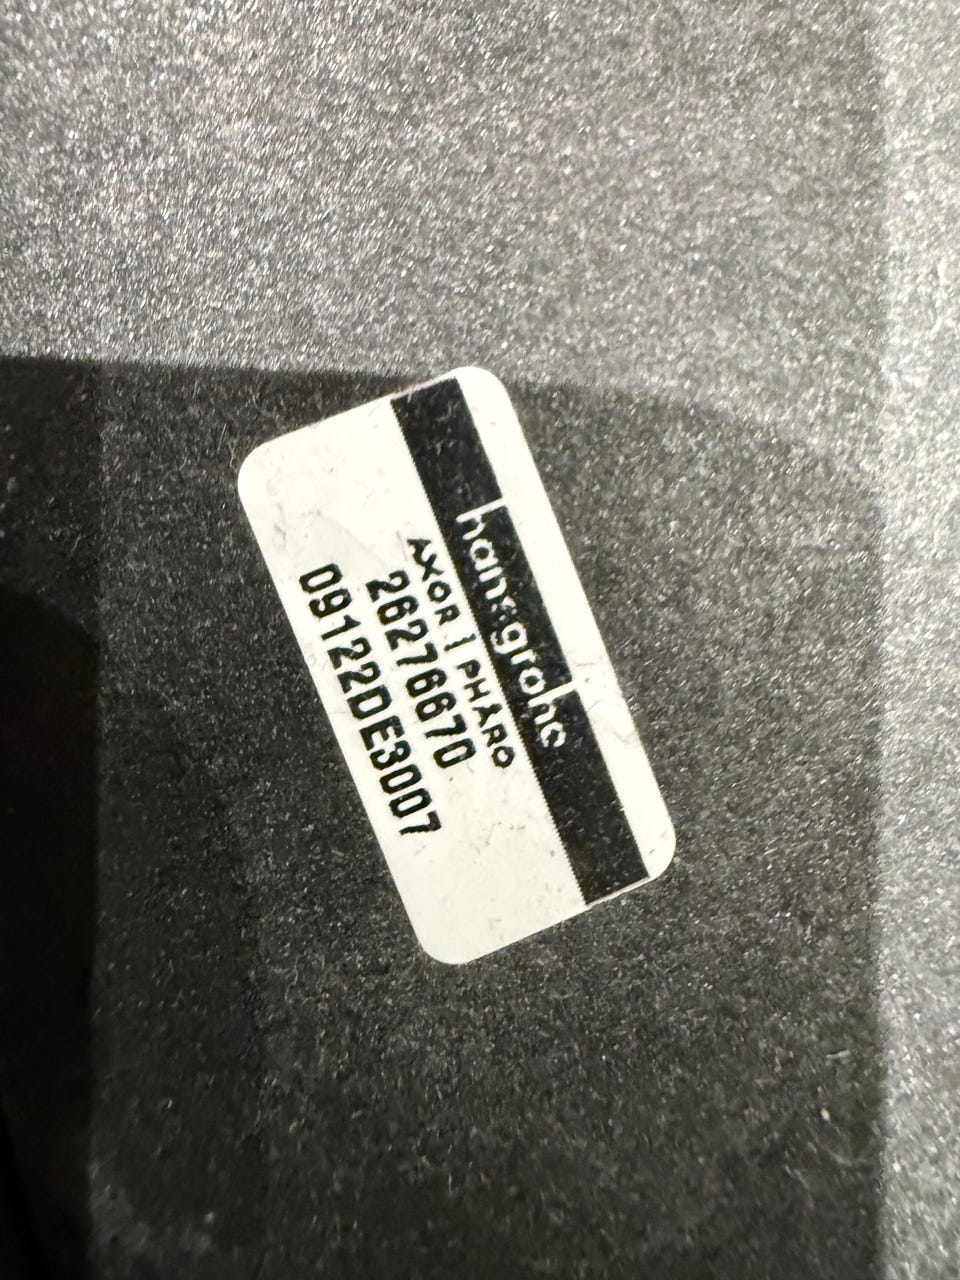 hansgrohe
AXOR | PHARO
26276670
09122DE3007